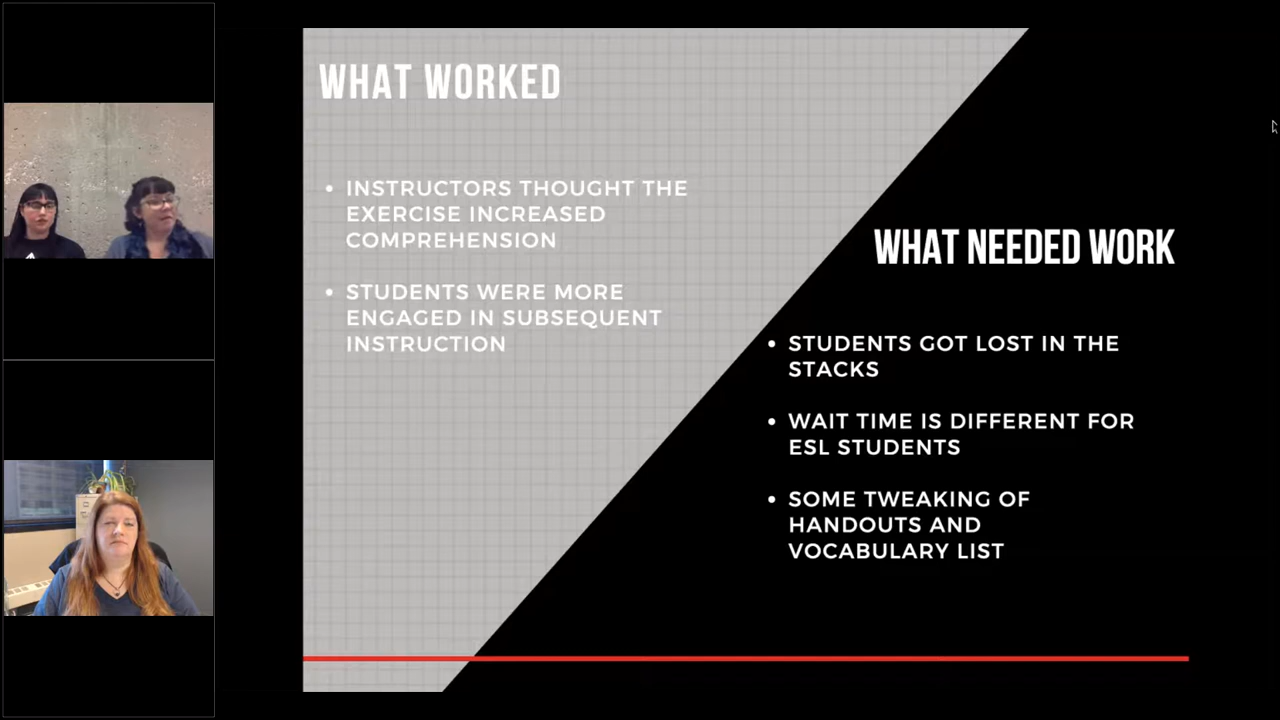 WHAT WORKED
• INSTRUCTORS THOUGHT THE
EXERCISE INCREASED
COMPREHENSION
• STUDENTS WERE MORE
ENGAGED IN SUBSEQUENT
INSTRUCTION
WHAT NEEDED WORK
• STUDENTS GOT LOST IN THE
STACKS
• WAIT TIME IS DIFFERENT FOR
ESL STUDENTS
• SOME TWEAKING OF
HANDOUTS AND
VOCABULARY LIST